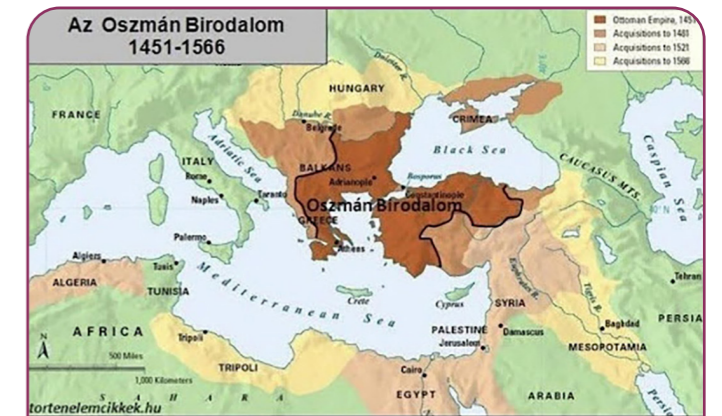 Az Oszmán Birodalom
1451-1566
Ottoman Empire, 1451
Acquisitions to 1481
Acquisitions to 1521
Acquisitions to 1566
HUNGARY
FRANCE
Danube R.
Belgrade
CRIMEA
Caspian Sea
ITALY
Adriatic Sea
Black Sea
CAUCASUS MTS.
Rome
BALKANS
Bosporus
Adrianople
Constantinople
Naples
Taranto
Oszmán Birodalom
GREECE
Palermo
Athens
Algiers
Tunis
Mediterranean Sea
ALGERIA
TUNISIA
Crete
Cyprus
SYRIA
Euphrates R.
Tigris R.
Tehran
AFRICA
Tripoli
PALESTINE
Damascus
Baghdad
PERSIA
Jerusalem
MESOPOTAMIA
N
500 Miles
TRIPOLI
Cairo
1,000 Kilometers
SAHARA
EGYPT
ARABIA
Persian
tortenelemcikkek.hu